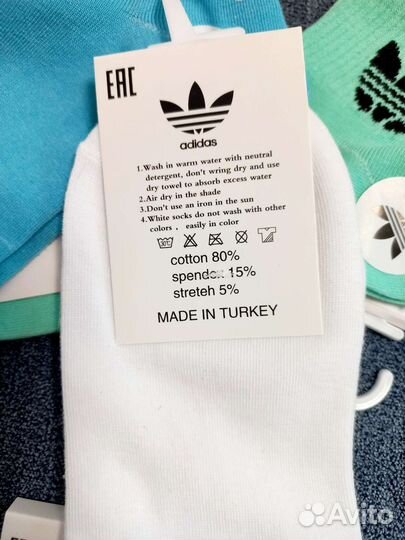 EAC
adidas
1.Wash in warm water with neutral
detergent, don't wring dry and use
dry towel to absorb excess water
2.Air dry in the shade
3.Don't use an iron in the sun
4.White socks do not wash with other
colors , easily in color
cotton 80%
spendex 15%
streteh 5%
MADE IN TURKEY
Avito